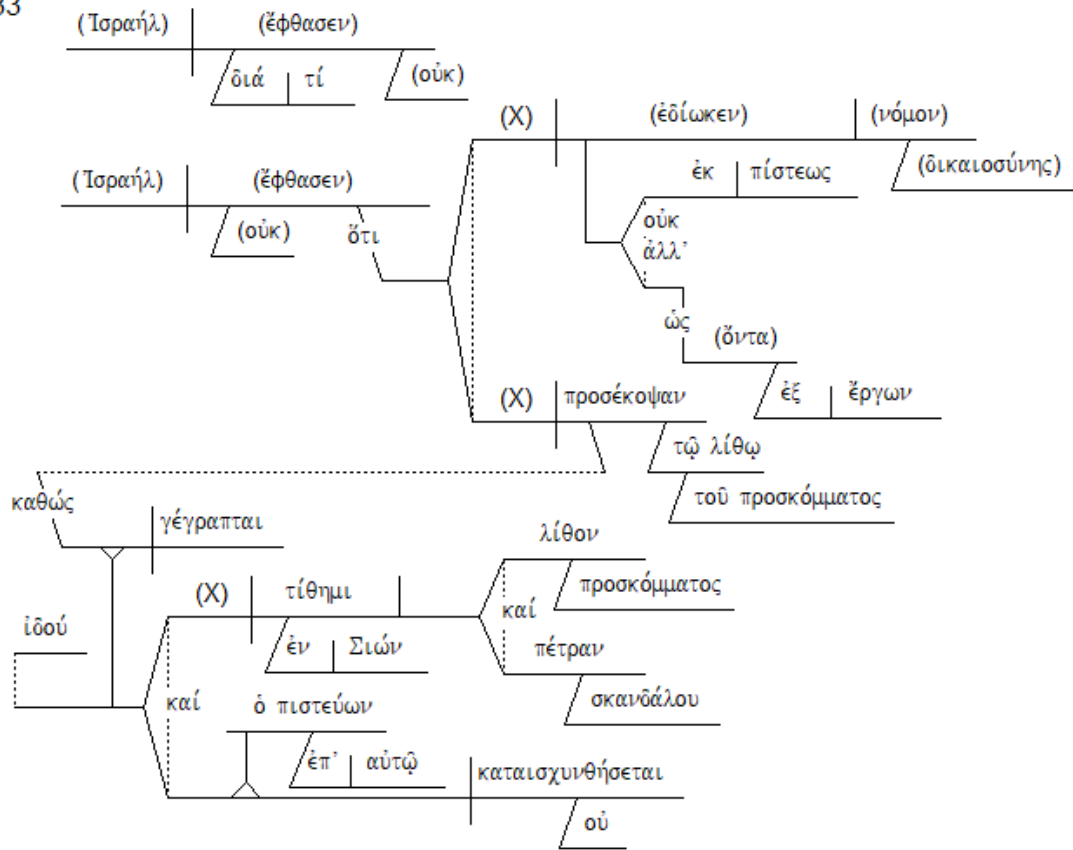 33
(Ἰσραήλ) (ἔφθασεν)
διά τί (οὐκ)
(X) (ἐδίωκεν) (νόμον)
(δικαιοσύνης)
(Ἰσραήλ) (ἔφθασεν)
ἐκ πίστεως
(οὐκ) ὅτι
οὐκ
ἀλλ'
ὡς
(ὄντα)
ἐξ ἔργων
(X) προσέκοψαν
τῷ λίθῳ
τοῦ προσκόμματος
καθώς
γέγραπται
λίθον
προσκόμματος
(X) τίθημι
καί
ἰδού
ἐν Σιών
πέτραν
σκανδάλου
καί
ὁ πιστεύων
ἐπ' αὐτῷ
καταισχυνθήσεται
οὐ